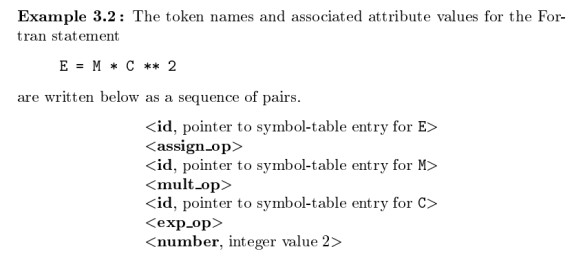 Example 3.2: The token names and associated attribute values for the For-
tran statement
E = M * C ** 2
are written below as a sequence of pairs.
<id, pointer to symbol-table entry for E>
<assign_op>
<id, pointer to symbol-table entry for M>
<mult_op>
<id, pointer to symbol-table entry for C>
<exp_op>
<number, integer value 2>